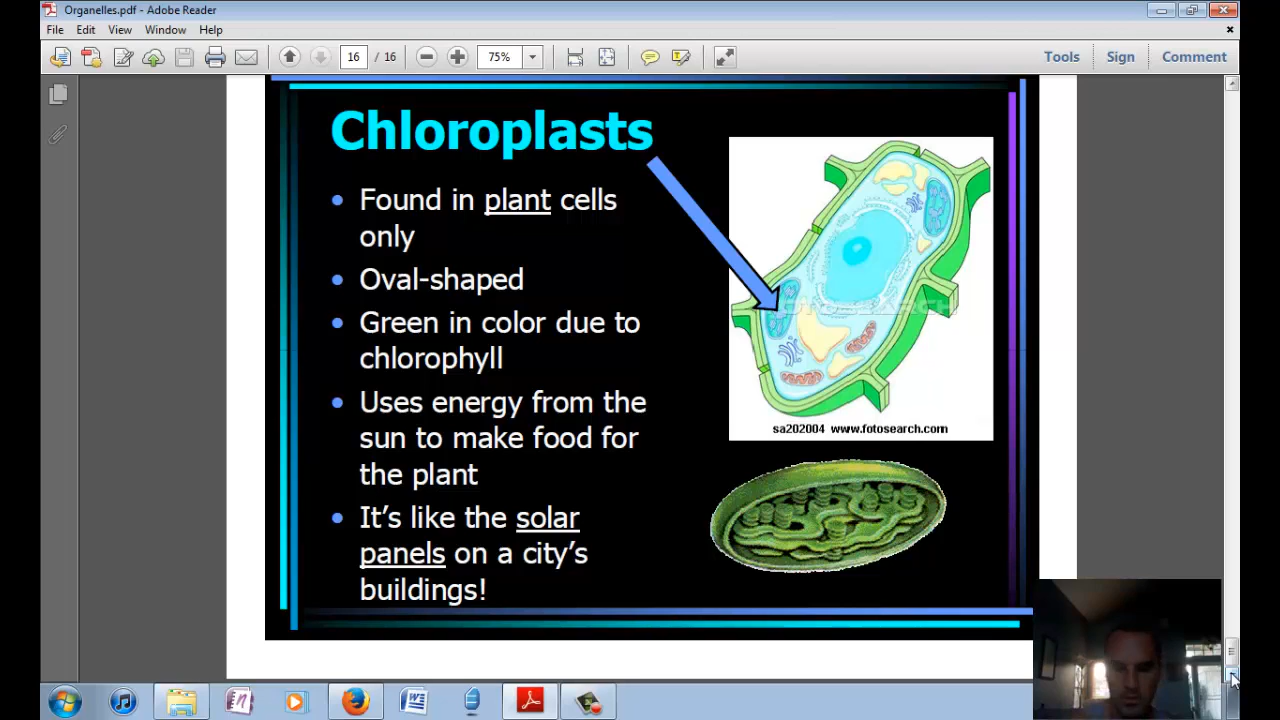 Organelles.pdf - Adobe Reader
File Edit View Window Help
16 / 16 75% Tools Sign Comment
Chloroplasts
Found in plant cells
only
Oval-shaped
Green in color due to
chlorophyll
Uses energy from the
sun to make food for
the plant
It's like the solar
panels on a city's
buildings!
FOTOSEARCH
sa202004 www.fotosearch.com